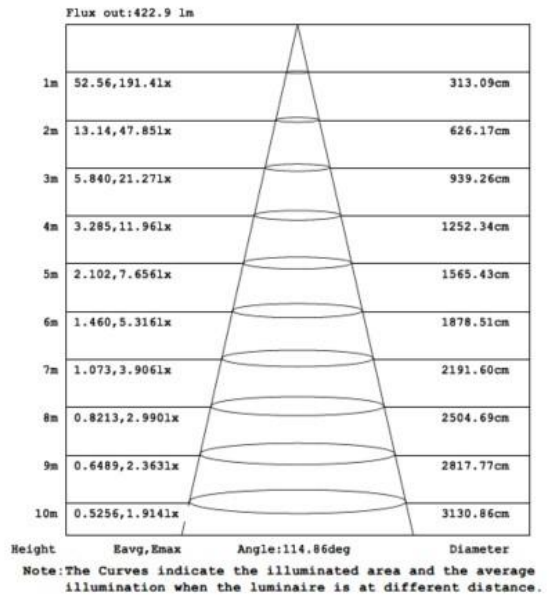 Flux out:422.9 lm
1m 52.56,191.4lx 313.09cm
2m 13.14,47.85lx 626.17cm
3m 5.840,21.27lx 939.26cm
4m 3.285,11.96lx 1252.34cm
5m 2.102,7.656lx 1565.43cm
6m 1.460,5.316lx 1878.51cm
7m 1.073,3.906lx 2191.60cm
8m 0.8213,2.990lx 2504.69cm
9m 0.6489,2.363lx 2817.77cm
10m 0.5256,1.914lx 3130.86cm
Height Eavg,Emax Angle:114.86deg Diameter
Note:The Curves indicate the illuminated area and the average
illumination when the luminaire is at different distance.